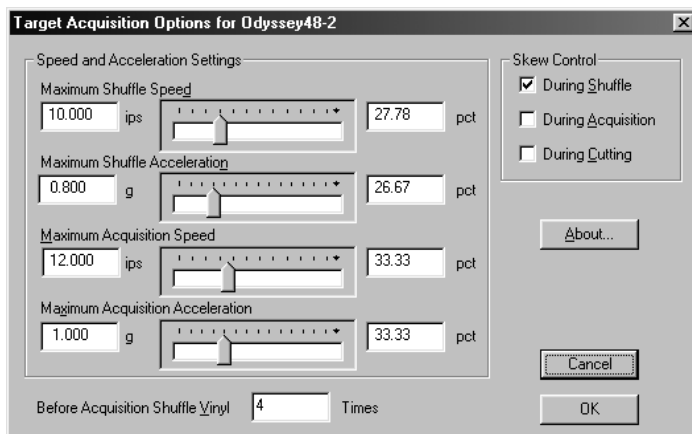 Target Acquisition Options for Odyssey48-2
Speed and Acceleration Settings
Maximum Shuffle Speed
10.000 ips 27.78 pct
Maximum Shuffle Acceleration
0.800 g 26.67 pct
Maximum Acquisition Speed
12.000 ips 33.33 pct
Maximum Acquisition Acceleration
1.000 g 33.33 pct
Before Acquisition Shuffle Vinyl 4 Times
Skew Control
During Shuffle
During Acquisition
During Cutting
About...
Cancel
OK